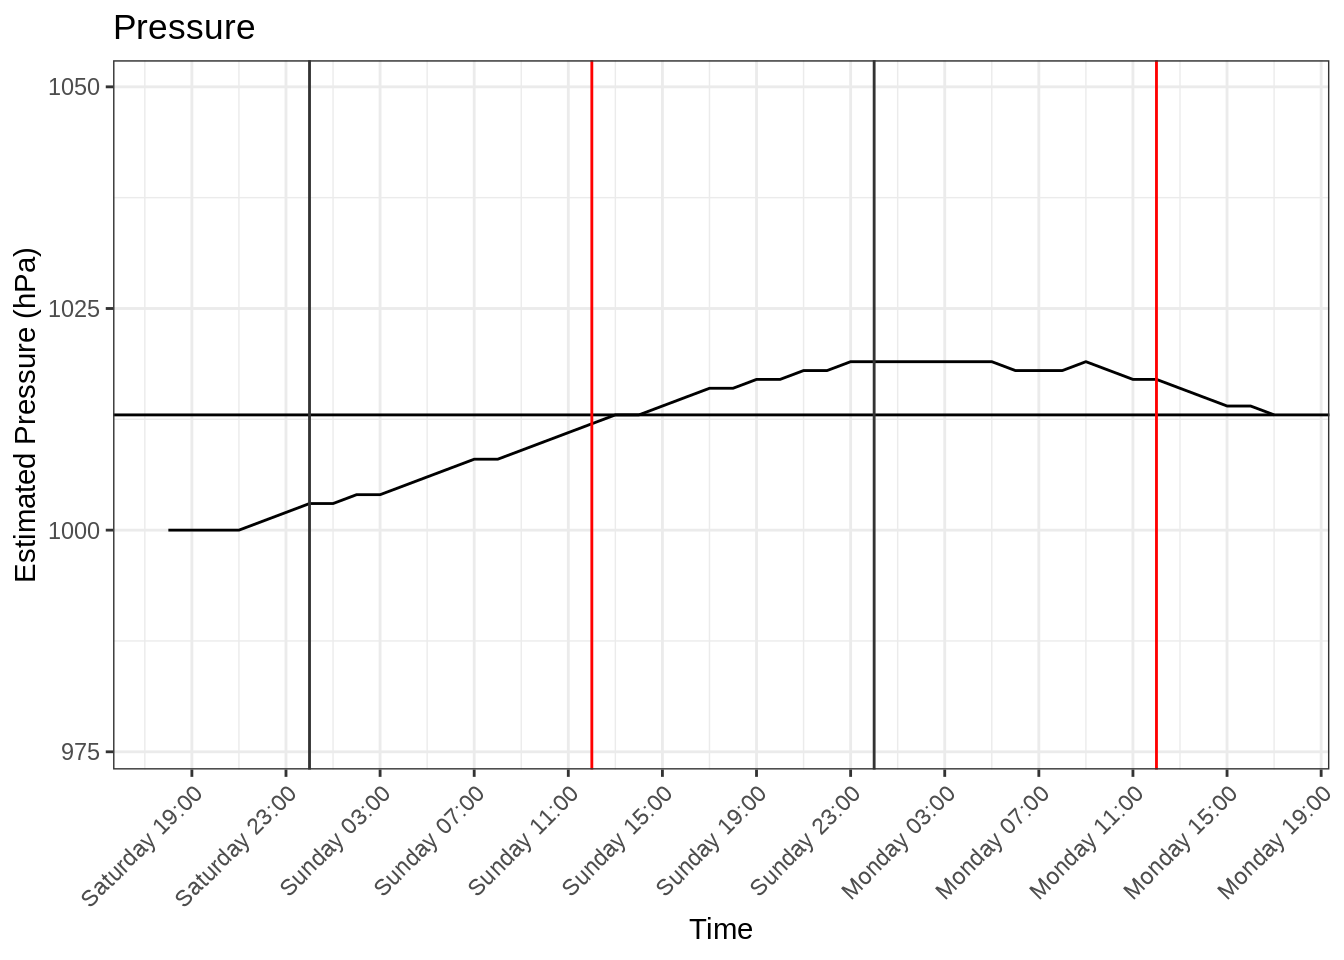 Pressure
Estimated Pressure (hPa)
1050
1025
1000
975
Saturday 19:00
Saturday 23:00
Sunday 03:00
Sunday 07:00
Sunday 11:00
Sunday 15:00
Sunday 19:00
Sunday 23:00
Monday 03:00
Monday 07:00
Monday 11:00
Monday 15:00
Monday 19:00
Time